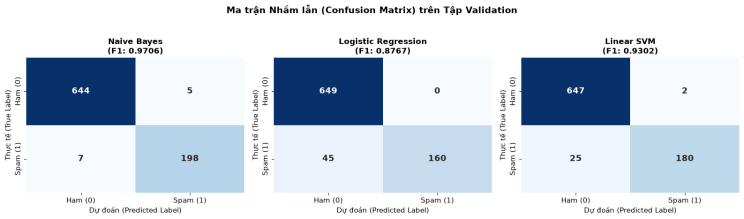 Ma trận Nhầm lẫn (Confusion Matrix) trên Tập Validation
Naive Bayes
(F1: 0.9706)
Thực tế (True Label)
Ham (0)
Spam (1)
644
5
7
198
Ham (0)
Spam (1)
Dự đoán (Predicted Label)
Logistic Regression
(F1: 0.8767)
Thực tế (True Label)
Ham (0)
Spam (1)
649
0
45
160
Ham (0)
Spam (1)
Dự đoán (Predicted Label)
Linear SVM
(F1: 0.9302)
Thực tế (True Label)
Ham (0)
Spam (1)
647
2
25
180
Ham (0)
Spam (1)
Dự đoán (Predicted Label)